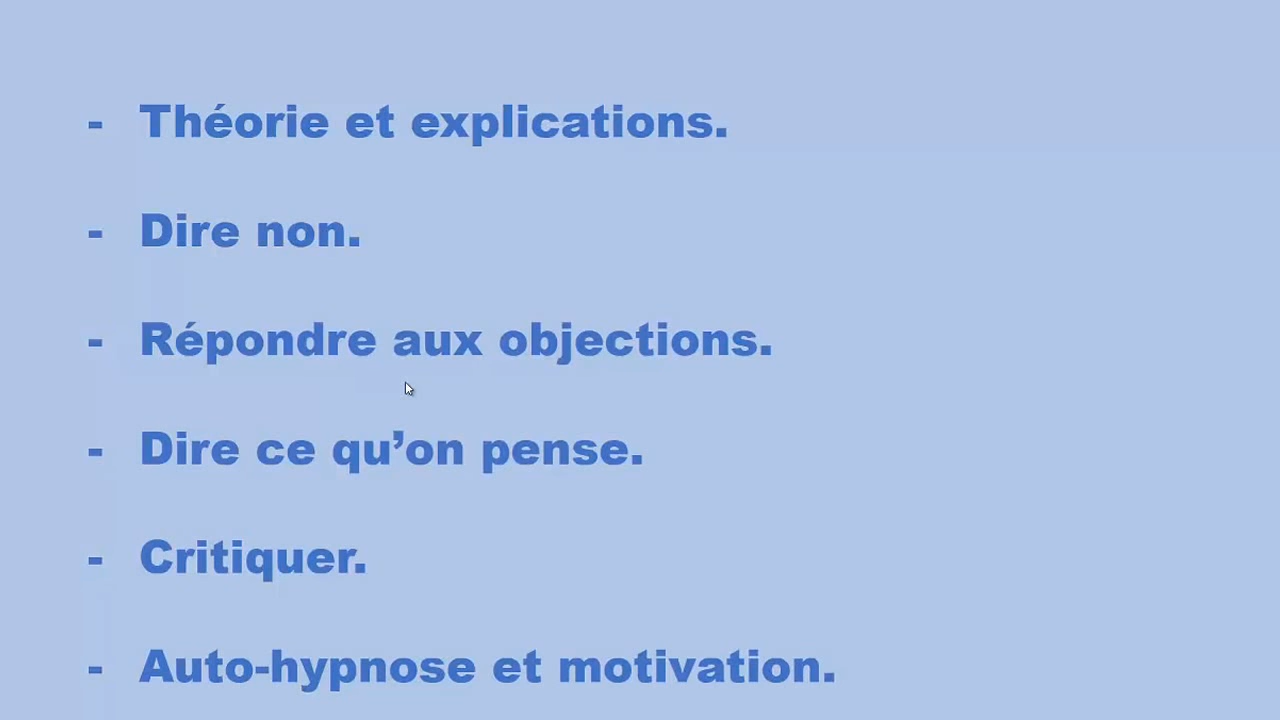 - Théorie et explications.
- Dire non.
- Répondre aux objections.
- Dire ce qu’on pense.
- Critiquer.
- Auto-hypnose et motivation.